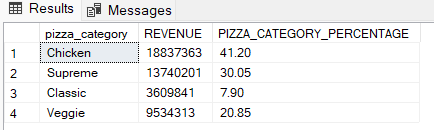 Results Messages
pizza_category REVENUE PIZZA_CATEGORY_PERCENTAGE
1 Chicken 18837363 41.20
2 Supreme 13740201 30.05
3 Classic 3609841 7.90
4 Veggie 9534313 20.85